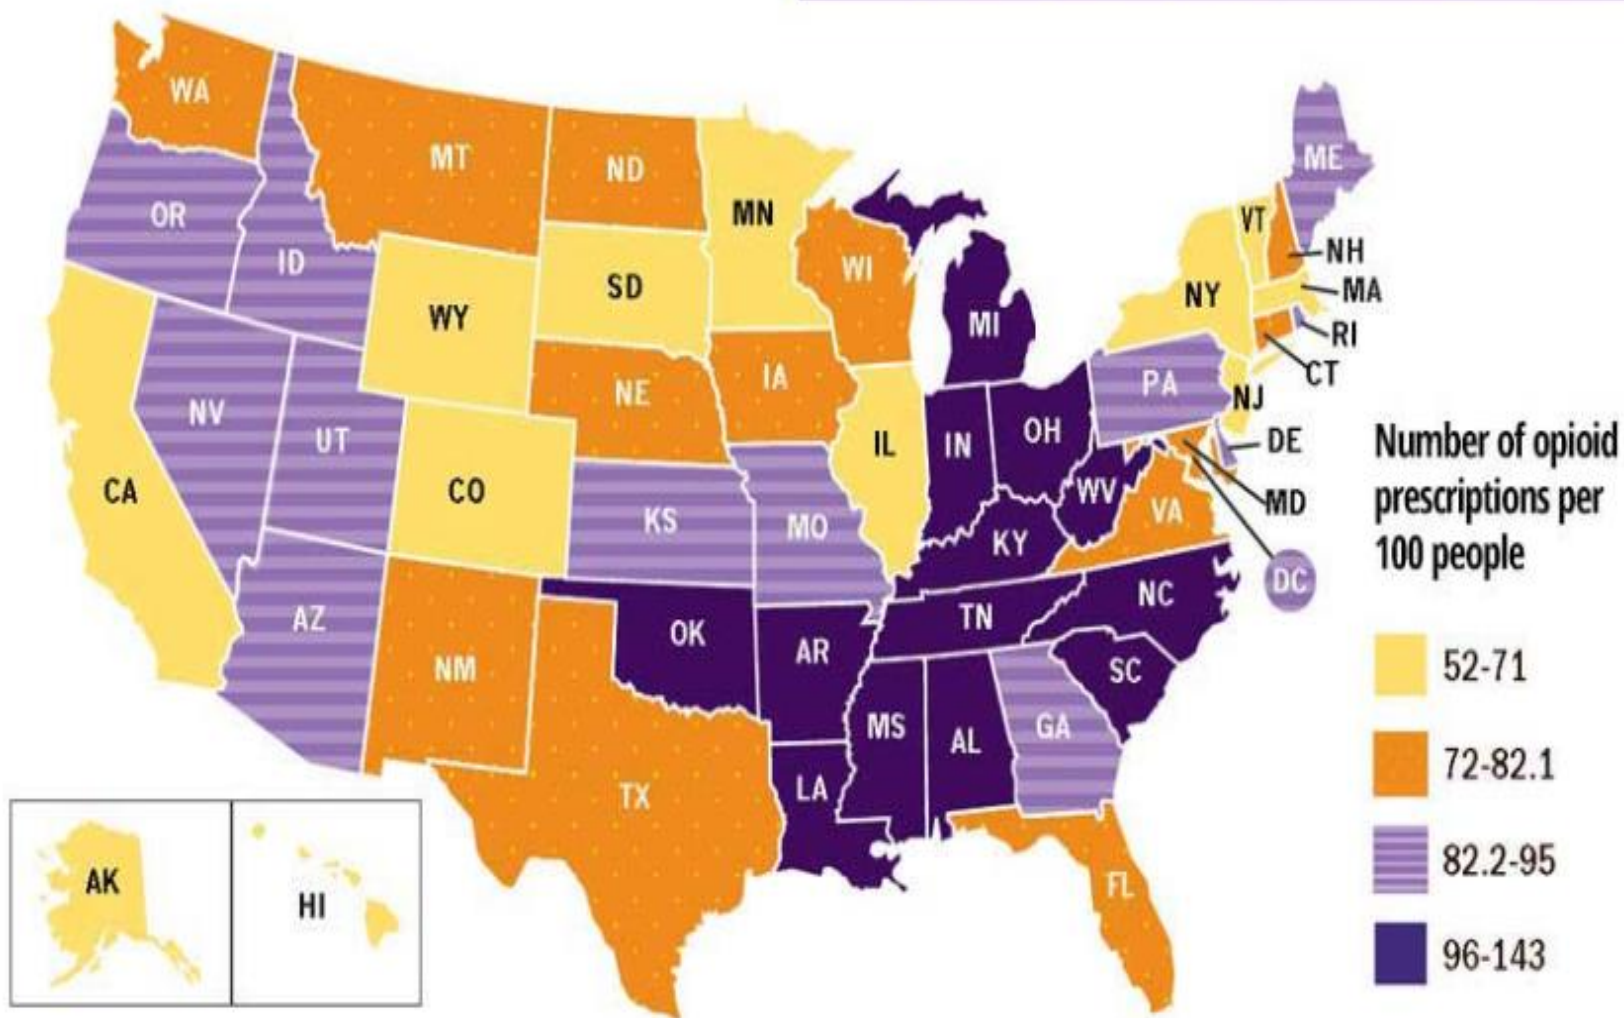 WA
MT
ND
MN
OR
ID
WY
SD
WI
MI
ME
VT
NH
MA
NY
RI
CT
NV
UT
CO
NE
IA
IL
IN
OH
PA
NJ
DE
MD
CA
KS
MO
KY
WV
VA
DC
AZ
NM
OK
AR
TN
NC
SC
TX
LA
MS
AL
GA
FL
AK
HI
Number of opioid
prescriptions per
100 people
52-71
72-82.1
82.2-95
96-143